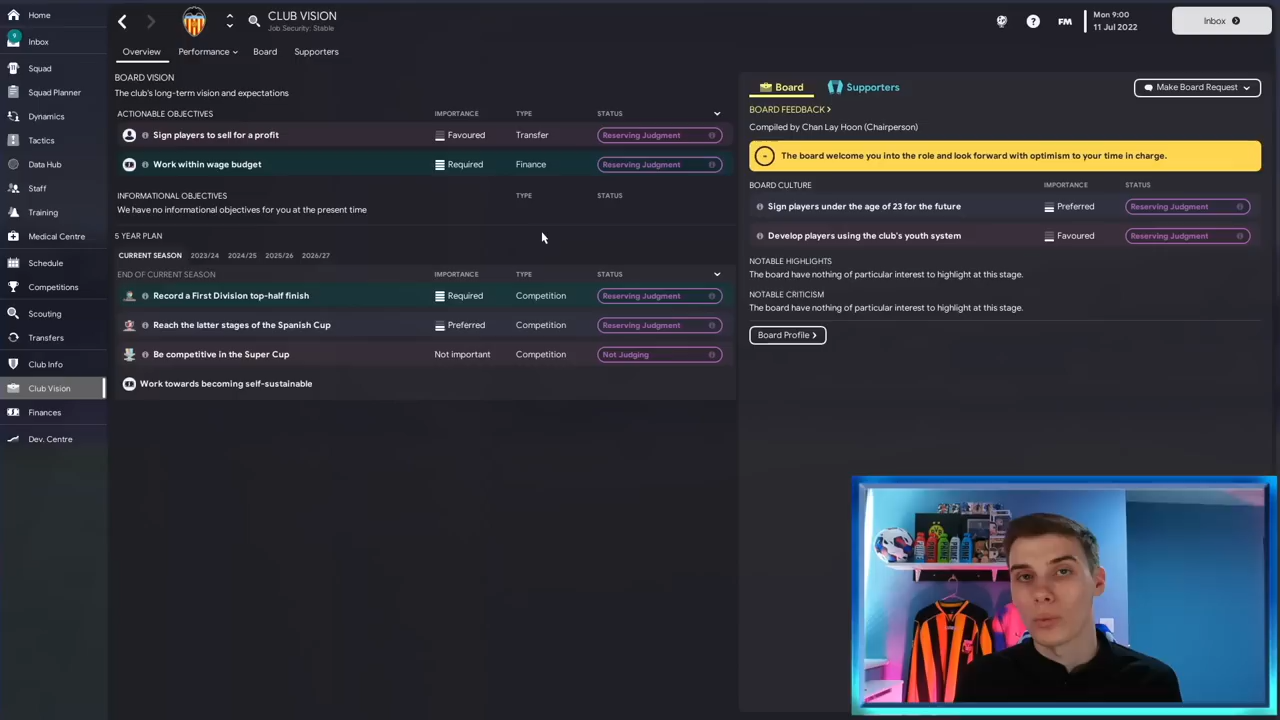 Home
CLUB VISION
Job Security: Stable
FM
Mon 9:00
11 Jul 2022
Inbox
9
Inbox
Overview
Performance
Board
Supporters
Squad
Squad Planner
Dynamics
Tactics
Data Hub
Staff
Training
Medical Centre
Schedule
Competitions
Scouting
Transfers
Club Info
Club Vision
Finances
Dev. Centre
BOARD VISION
The club's long-term vision and expectations
ACTIONABLE OBJECTIVES IMPORTANCE TYPE STATUS
Sign players to sell for a profit Favoured Transfer Reserving Judgment
Work within wage budget Required Finance Reserving Judgment
INFORMATIONAL OBJECTIVES TYPE STATUS
We have no informational objectives for you at the present time
5 YEAR PLAN
CURRENT SEASON 2023/24 2024/25 2025/26 2026/27
END OF CURRENT SEASON IMPORTANCE TYPE STATUS
Record a First Division top-half finish Required Competition Reserving Judgment
Reach the latter stages of the Spanish Cup Preferred Competition Reserving Judgment
Be competitive in the Super Cup Not important Competition Not Judging
Work towards becoming self-sustainable
Board
Supporters
Make Board Request
BOARD FEEDBACK
Compiled by Chan Lay Hoon (Chairperson)
The board welcome you into the role and look forward with optimism to your time in charge.
BOARD CULTURE IMPORTANCE STATUS
Sign players under the age of 23 for the future Preferred Reserving Judgment
Develop players using the club's youth system Favoured Reserving Judgment
NOTABLE HIGHLIGHTS
The board have nothing of particular interest to highlight at this stage.
NOTABLE CRITICISM
The board have nothing of particular interest to highlight at this stage.
Board Profile